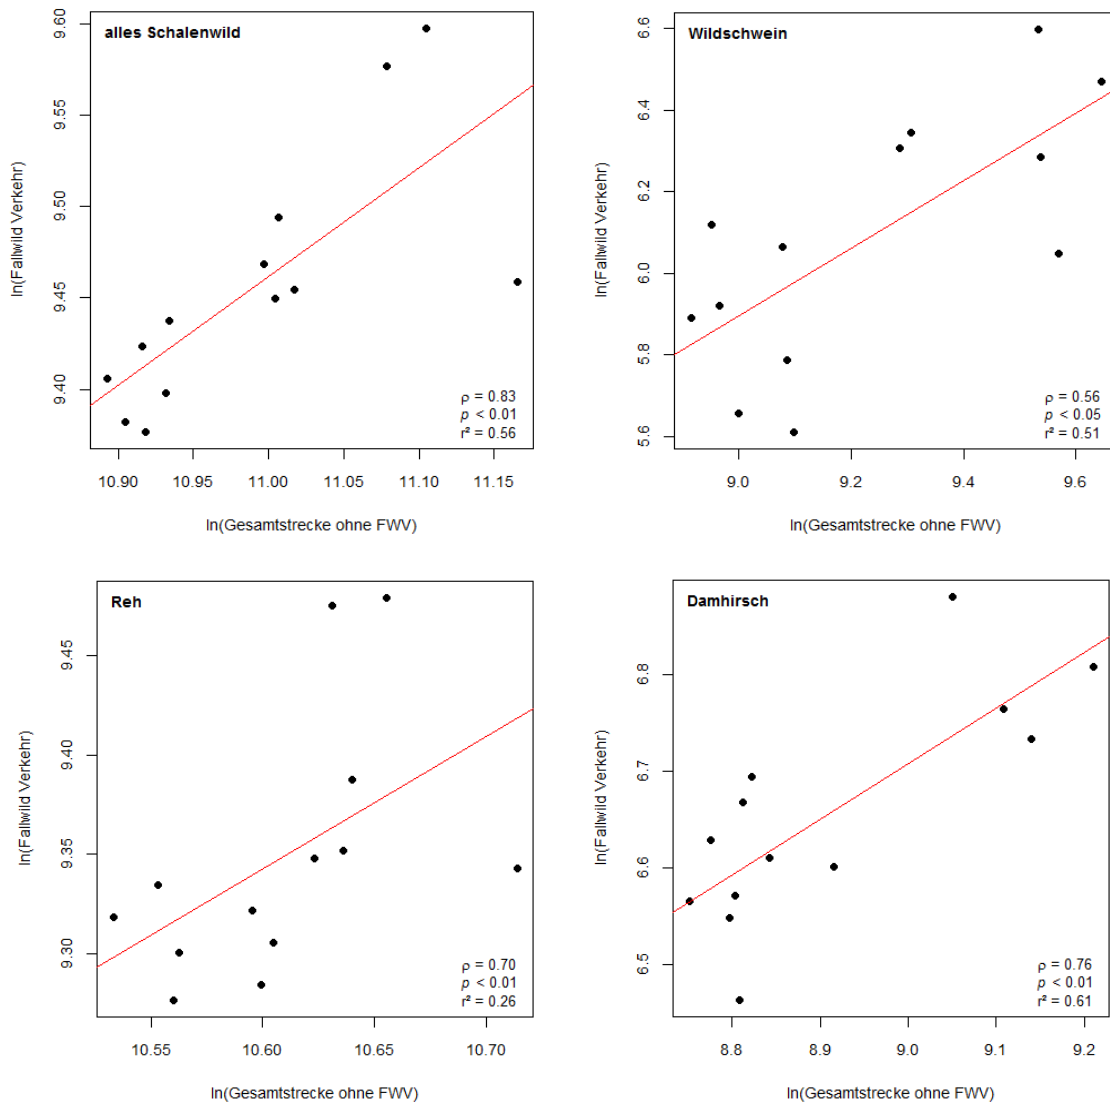 alles Schalenwild
ln(Fallwild Verkehr)
9.60
9.55
9.50
9.45
9.40
ρ = 0.83
p < 0.01
r² = 0.56
10.90 10.95 11.00 11.05 11.10 11.15
ln(Gesamtstrecke ohne FWV)
Wildschwein
ln(Fallwild Verkehr)
6.6
6.4
6.2
6.0
5.8
5.6
ρ = 0.56
p < 0.05
r² = 0.51
9.0 9.2 9.4 9.6
ln(Gesamtstrecke ohne FWV)
Reh
ln(Fallwild Verkehr)
9.45
9.40
9.35
9.30
ρ = 0.70
p < 0.01
r² = 0.26
10.55 10.60 10.65 10.70
ln(Gesamtstrecke ohne FWV)
Damhirsch
ln(Fallwild Verkehr)
6.8
6.7
6.6
6.5
ρ = 0.76
p < 0.01
r² = 0.61
8.8 8.9 9.0 9.1 9.2
ln(Gesamtstrecke ohne FWV)